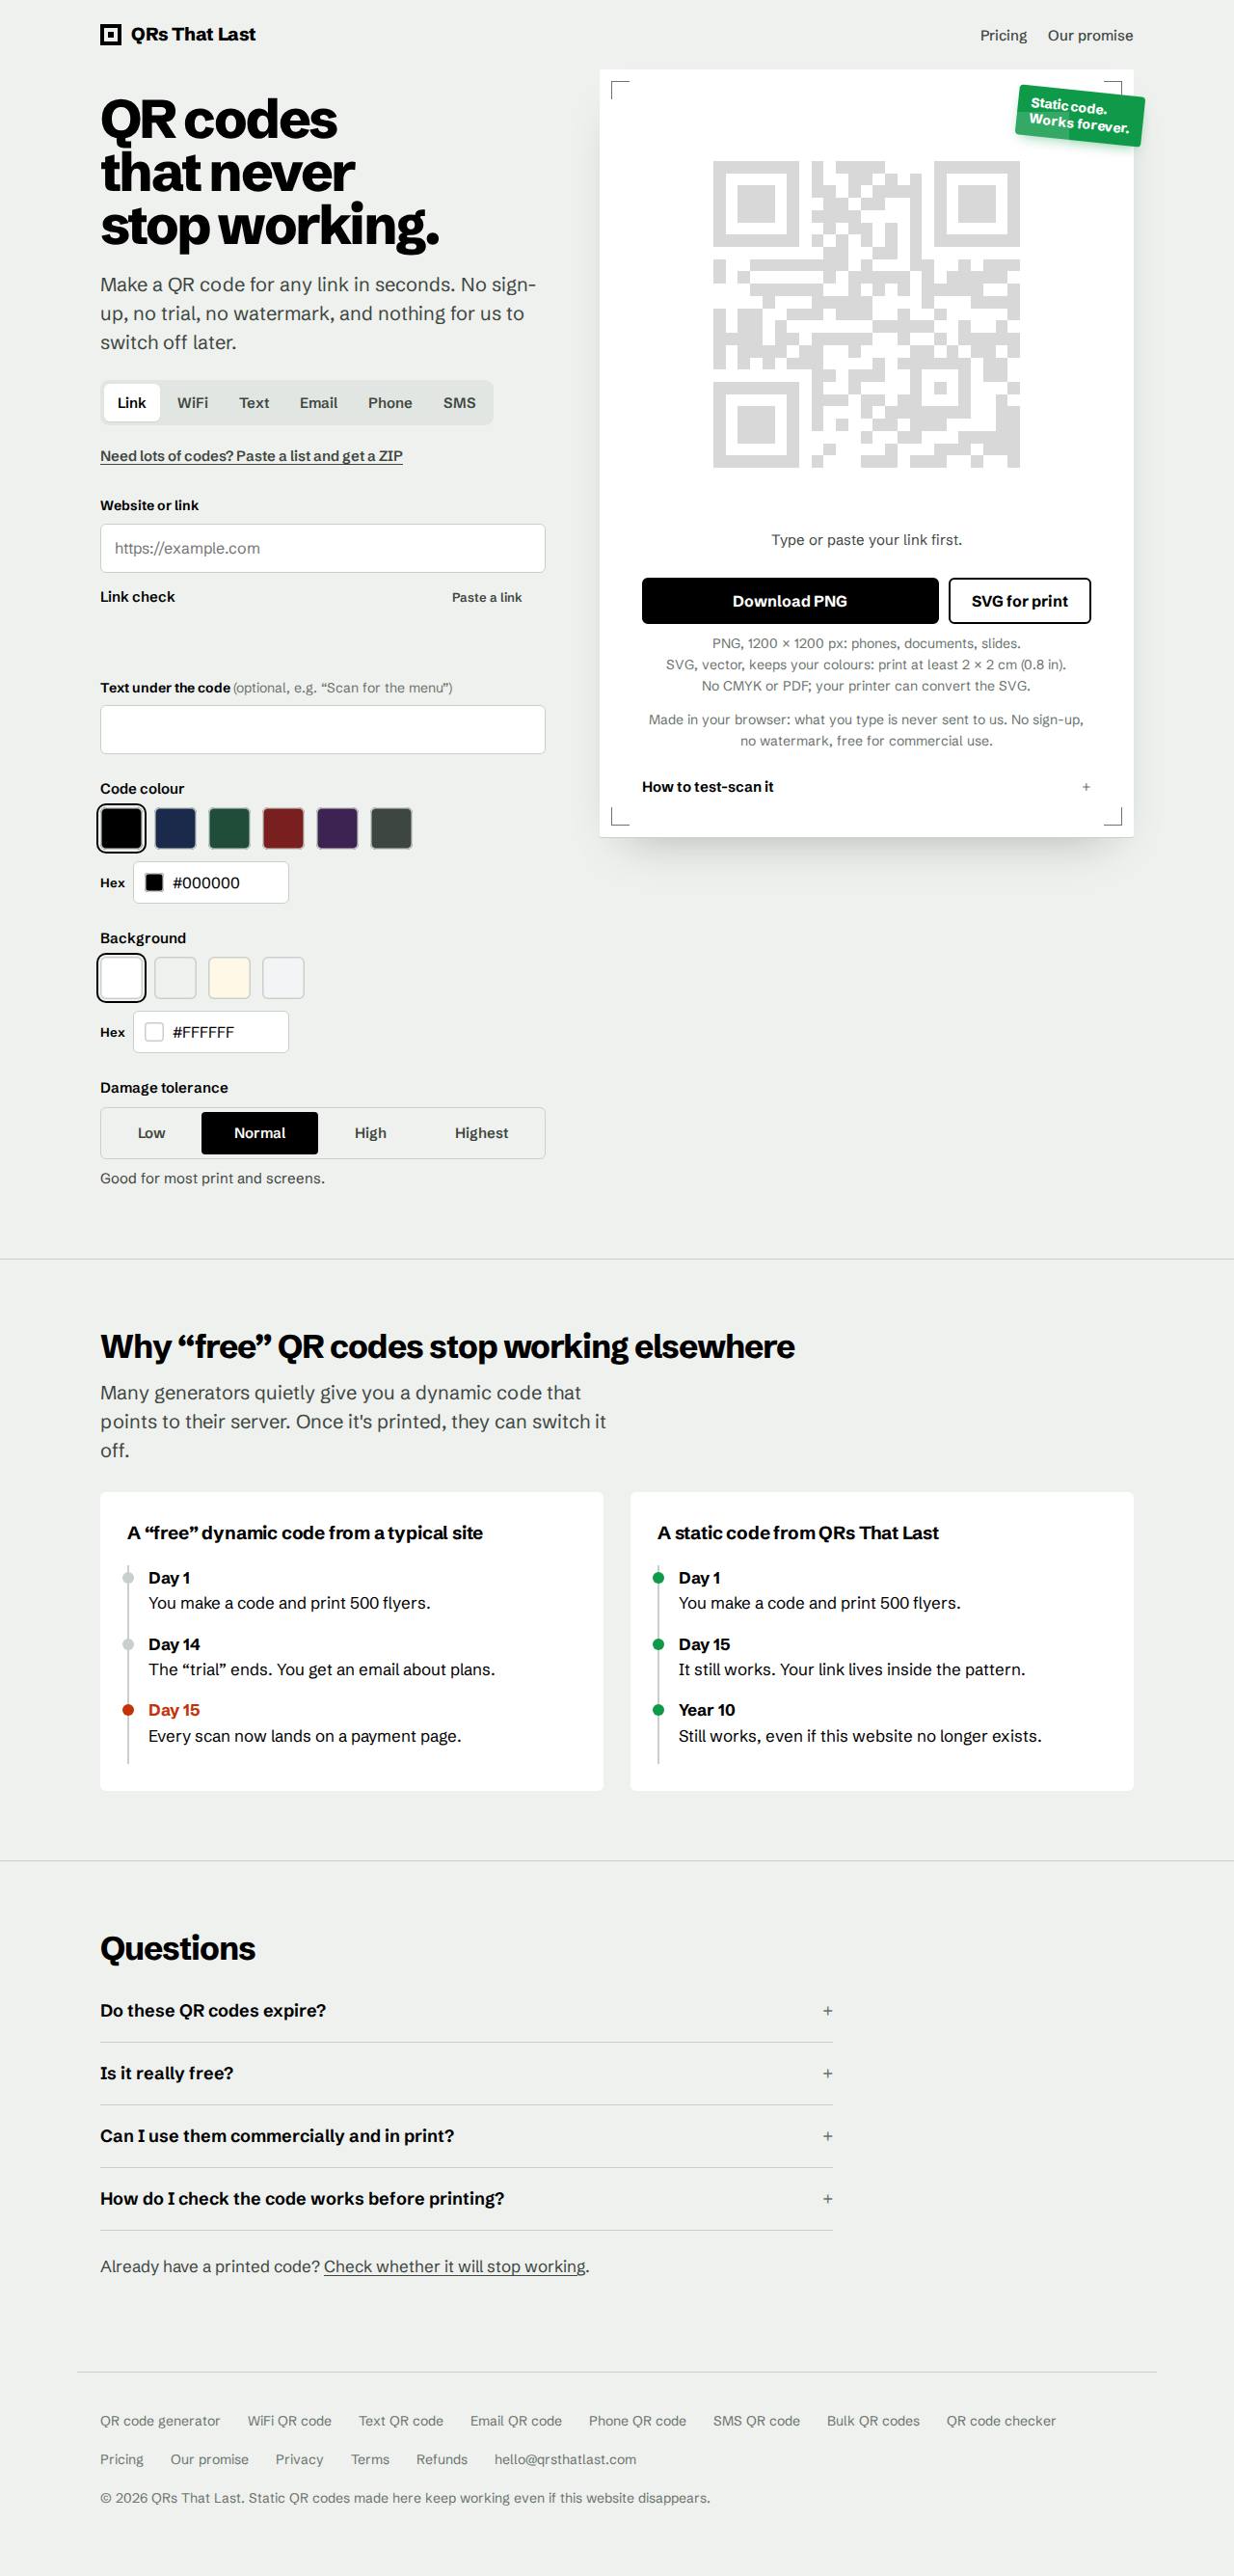 QRs That Last
Pricing
Our promise
QR codes
that never
stop working.
Make a QR code for any link in seconds. No sign-
up, no trial, no watermark, and nothing for us to
switch off later.
Link
WiFi
Text
Email
Phone
SMS
Need lots of codes? Paste a list and get a ZIP
Website or link
https://example.com
Link check
Paste a link
Text under the code (optional, e.g. “Scan for the menu”)
Code colour
Hex
#000000
Background
Hex
#FFFFFF
Damage tolerance
Low
Normal
High
Highest
Good for most print and screens.
Static code.
Works forever.
Type or paste your link first.
Download PNG
SVG for print
PNG, 1200 × 1200 px: phones, documents, slides.
SVG, vector, keeps your colours: print at least 2 × 2 cm (0.8 in).
No CMYK or PDF; your printer can convert the SVG.
Made in your browser: what you type is never sent to us. No sign-up,
no watermark, free for commercial use.
How to test-scan it
+
Why “free” QR codes stop working elsewhere
Many generators quietly give you a dynamic code that
points to their server. Once it's printed, they can switch it
off.
A “free” dynamic code from a typical site
Day 1
You make a code and print 500 flyers.
Day 14
The “trial” ends. You get an email about plans.
Day 15
Every scan now lands on a payment page.
A static code from QRs That Last
Day 1
You make a code and print 500 flyers.
Day 15
It still works. Your link lives inside the pattern.
Year 10
Still works, even if this website no longer exists.
Questions
Do these QR codes expire?
+
Is it really free?
+
Can I use them commercially and in print?
+
How do I check the code works before printing?
+
Already have a printed code? Check whether it will stop working.
QR code generator
WiFi QR code
Text QR code
Email QR code
Phone QR code
SMS QR code
Bulk QR codes
QR code checker
Pricing
Our promise
Privacy
Terms
Refunds
hello@qrsthatlast.com
© 2026 QRs That Last. Static QR codes made here keep working even if this website disappears.